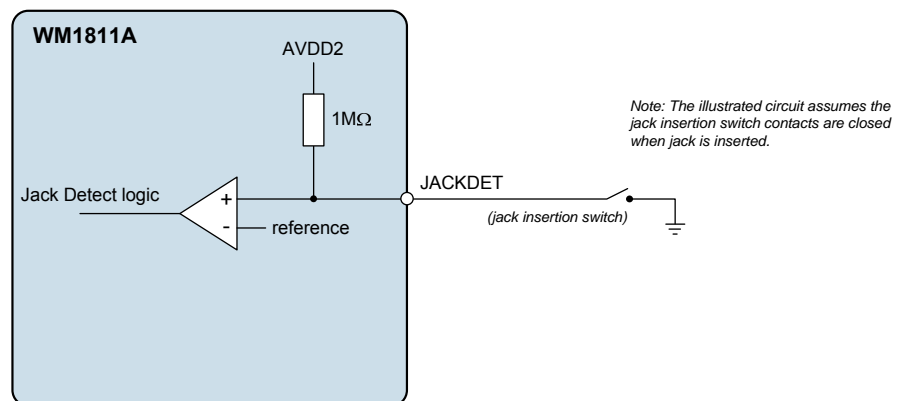 WM1811A
AVDD2
1MΩ
Note: The illustrated circuit assumes the
jack insertion switch contacts are closed
when jack is inserted.
JACKDET
Jack Detect logic
+
(jack insertion switch)
-
reference